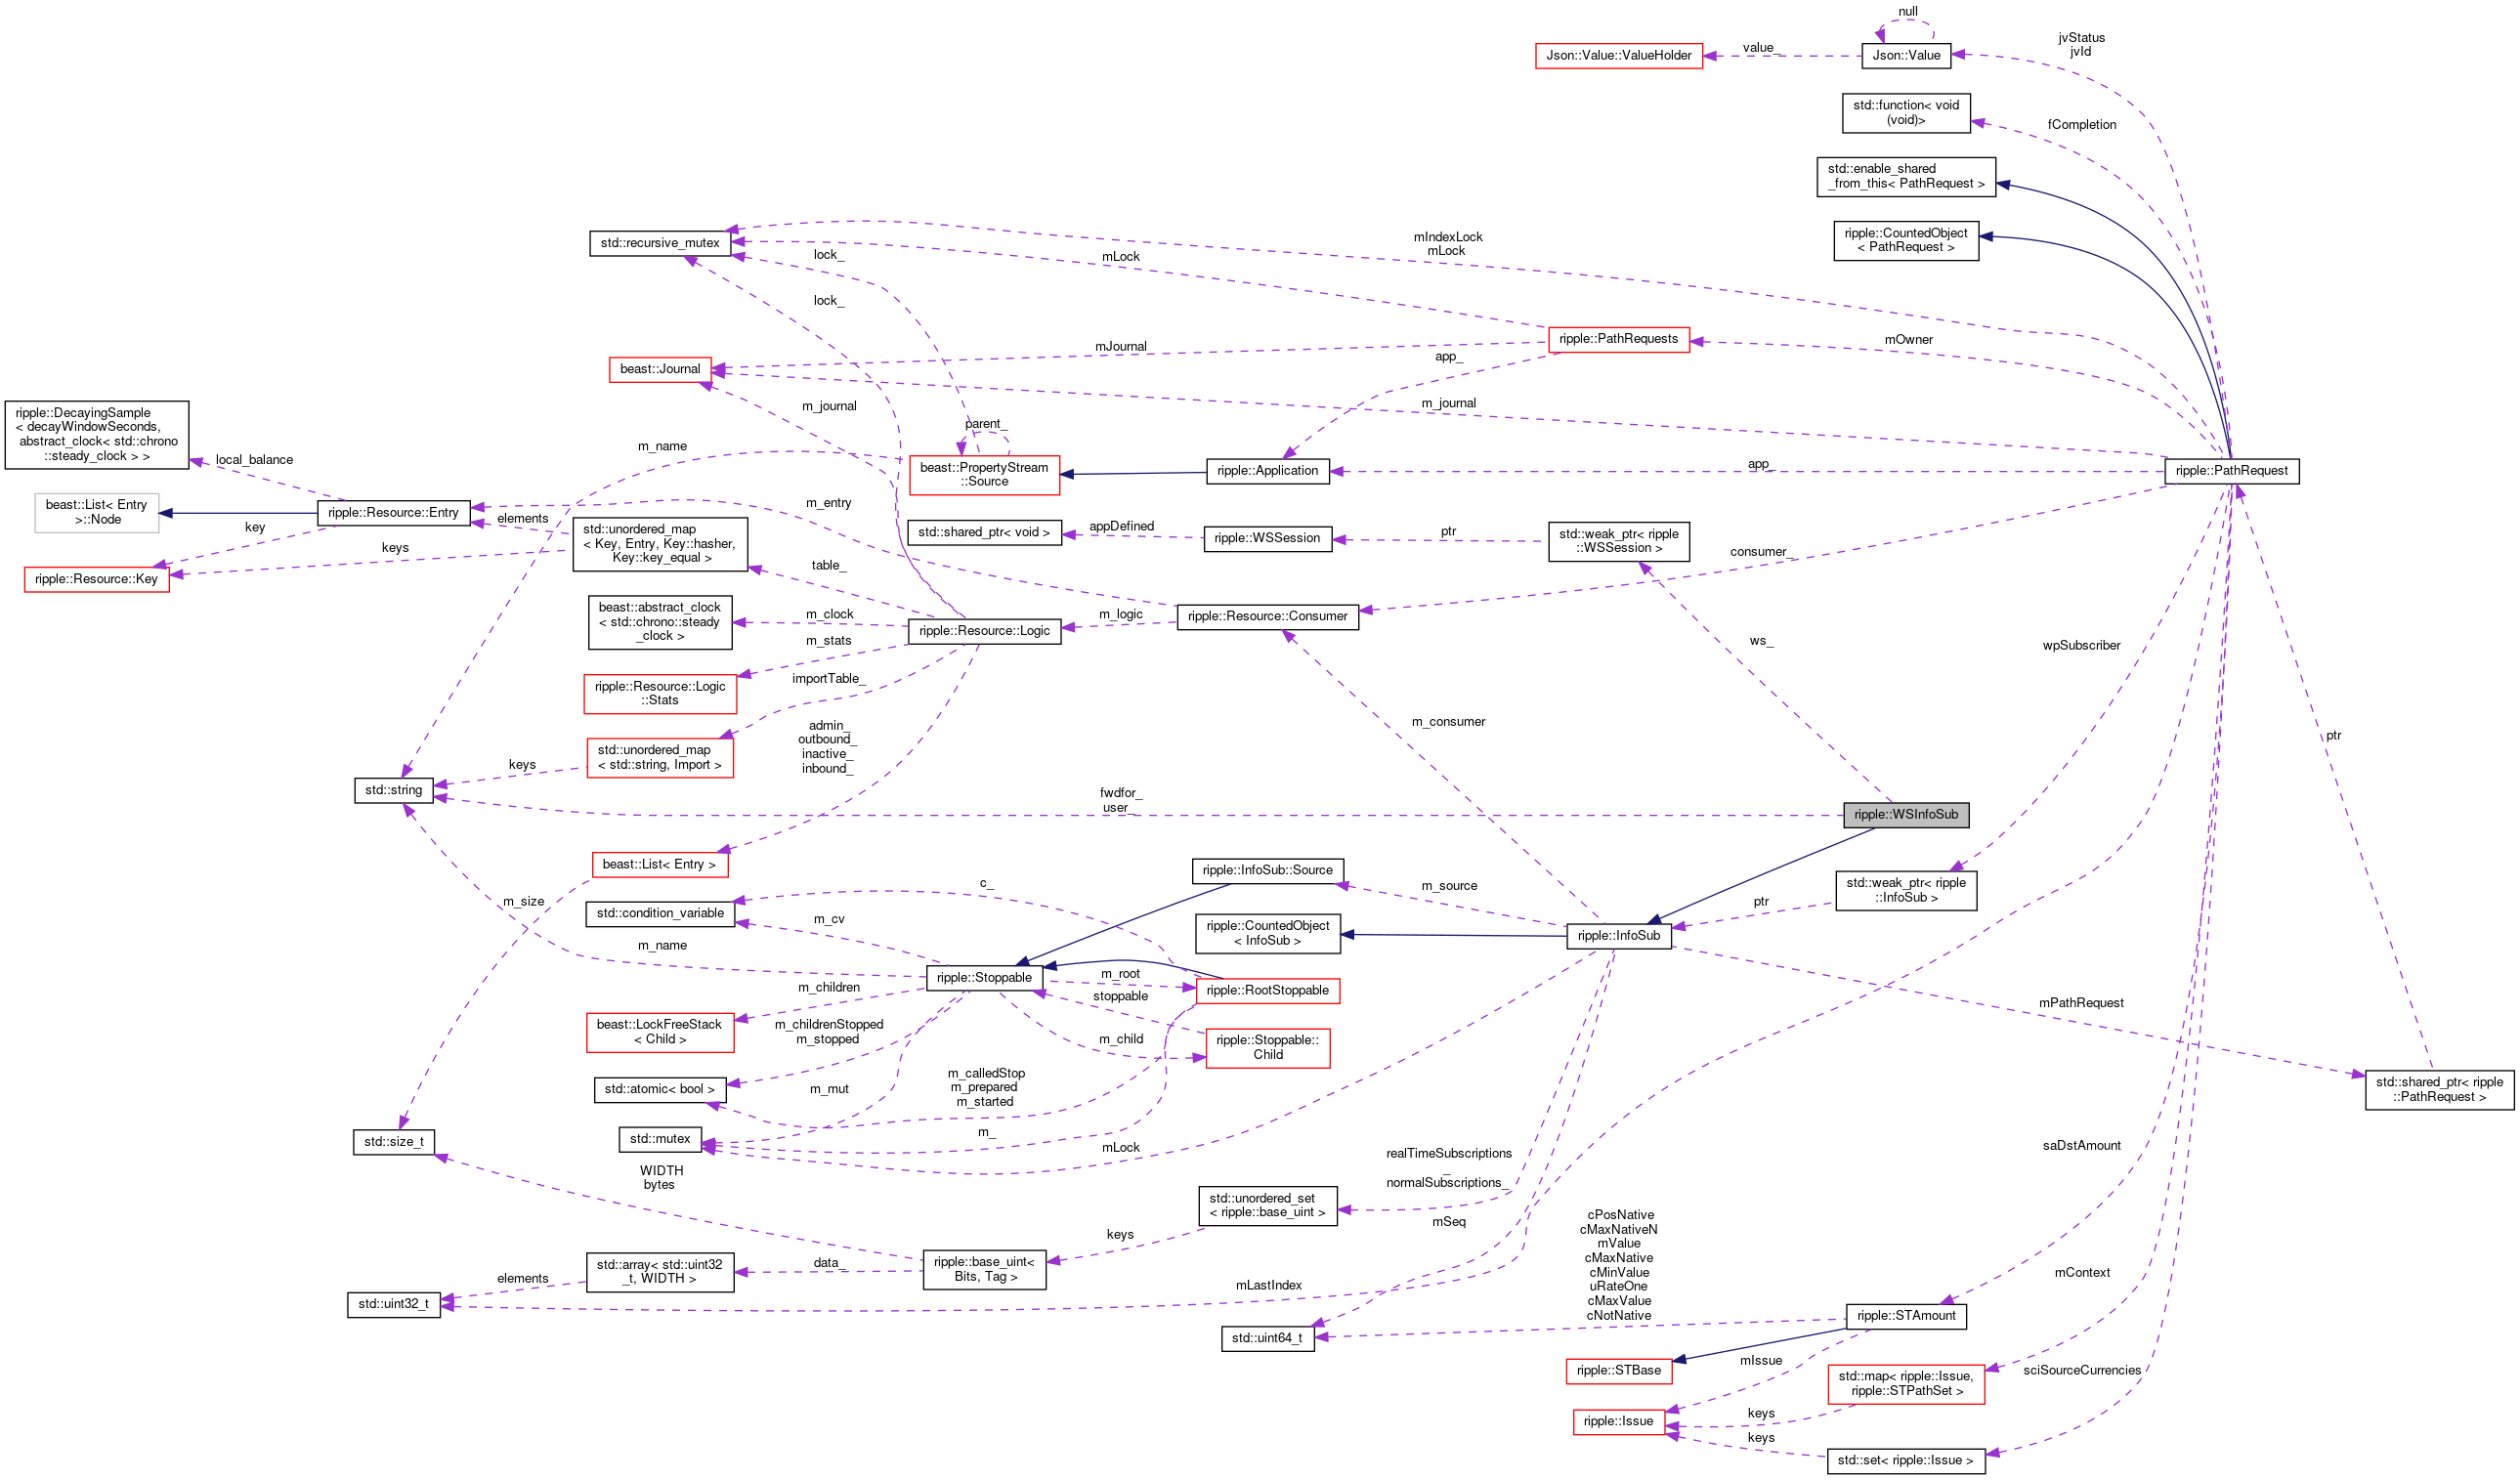 null
jvStatus
jvId
Json::Value::ValueHolder
value_
Json::Value
std::function< void
(void)>
fCompletion
std::enable_shared
_from_this< PathRequest >
ripple::CountedObject
< PathRequest >
std::recursive_mutex
lock_
mLock
mIndexLock
mLock
lock_
ripple::PathRequests
mOwner
beast::Journal
mJournal
app_
m_journal
m_journal
ripple::DecayingSample
< decayWindowSeconds,
abstract_clock< std::chrono
::steady_clock > >
local_balance
m_name
parent_
beast::PropertyStream
::Source
ripple::Application
app_
ripple::PathRequest
beast::List< Entry
>::Node
ripple::Resource::Entry
elements
key
keys
std::unordered_map
< Key, Entry, Key::hasher,
Key::key_equal >
m_entry
std::shared_ptr< void >
appDefined
ripple::WSSession
ptr
std::weak_ptr< ripple
::WSSession >
consumer_
ripple::Resource::Key
table_
beast::abstract_clock
< std::chrono::steady
_clock >
m_clock
m_stats
ripple::Resource::Logic
m_logic
ripple::Resource::Consumer
ws_
wpSubscriber
ripple::Resource::Logic
::Stats
importTable_
std::unordered_map
< std::string, Import >
keys
admin_
outbound_
inactive_
inbound_
m_consumer
ptr
std::string
fwdfor_
user_
ripple::WSInfoSub
beast::List< Entry >
ripple::InfoSub::Source
c_
m_source
std::weak_ptr< ripple
::InfoSub >
m_size
std::condition_variable
m_cv
ripple::CountedObject
< InfoSub >
ptr
ripple::InfoSub
m_name
ripple::Stoppable
m_root
ripple::RootStoppable
m_children
stoppable
mPathRequest
beast::LockFreeStack
< Child >
m_childrenStopped
m_stopped
m_child
ripple::Stoppable::
Child
std::atomic< bool >
m_mut
m_calledStop
m_prepared
m_started
std::shared_ptr< ripple
::PathRequest >
std::size_t
std::mutex
m_
mLock
realTimeSubscriptions
_
normalSubscriptions_
saDstAmount
WIDTH
bytes
std::unordered_set
< ripple::base_uint >
mSeq
keys
cPosNative
cMaxNativeN
mValue
cMaxNative
cMinValue
uRateOne
cMaxValue
cNotNative
std::array< std::uint32
_t, WIDTH >
data_
ripple::base_uint<
Bits, Tag >
elements
std::uint32_t
mLastIndex
mContext
std::uint64_t
ripple::STAmount
ripple::STBase
mIssue
std::map< ripple::Issue,
ripple::STPathSet >
sciSourceCurrencies
ripple::Issue
keys
keys
std::set< ripple::Issue >